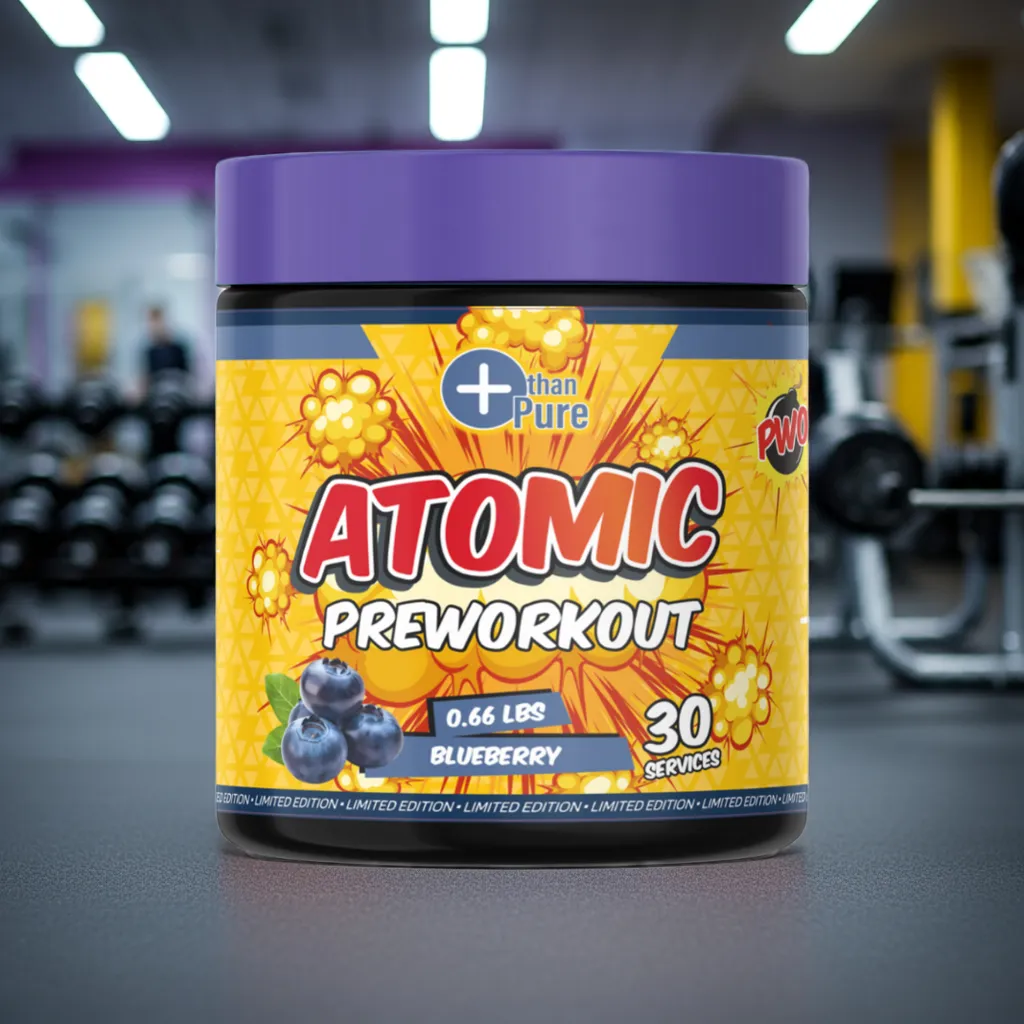 +than
Pure
PWO
ATOMIC
PREWORKOUT
0.66 LBS
BLUEBERRY
30
SERVICES
EDITION • LIMITED EDITION • LIMITED EDITION • LIMITED EDITION • LIMITED EDITION • LIMITED EDITION • LIMITED